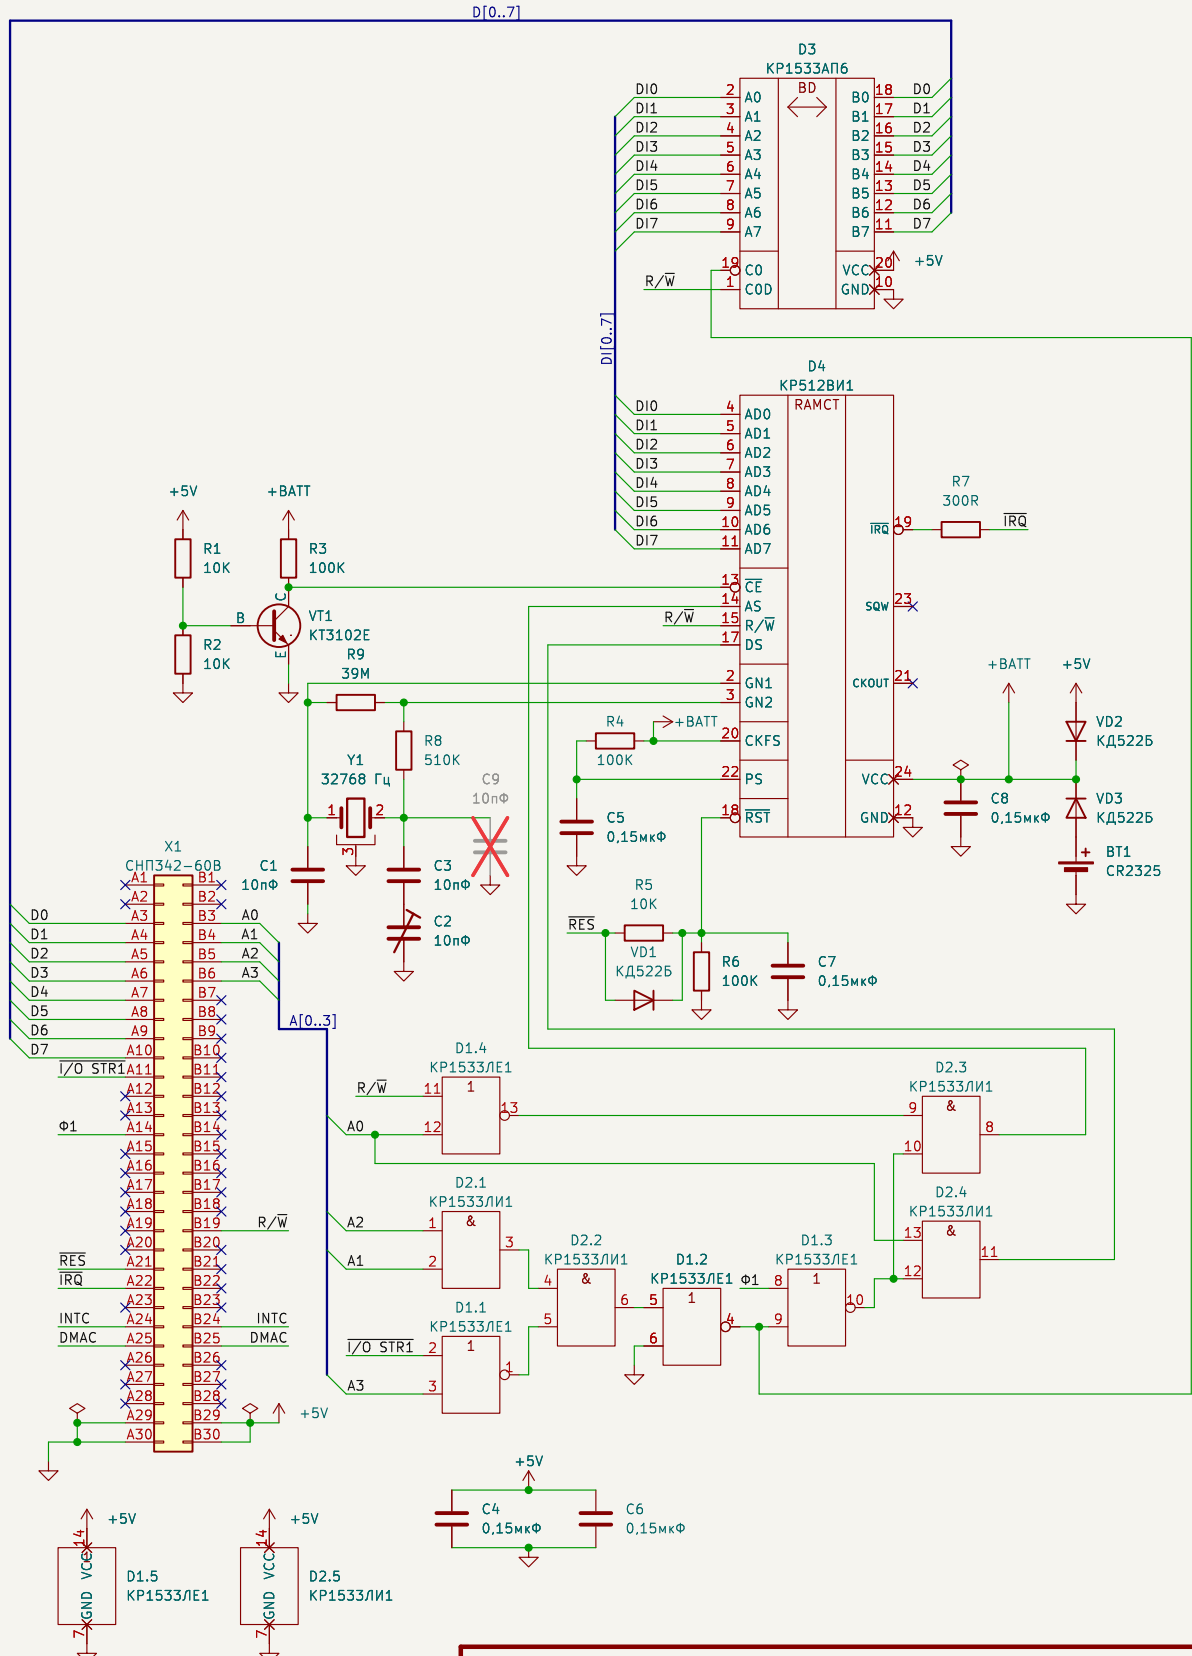 D[0..7]
D3
КР1533АП6
BD
DI0 2 A0 B0 18 D0
DI1 3 A1 B1 17 D1
DI2 4 A2 B2 16 D2
DI3 5 A3 B3 15 D3
DI4 6 A4 B4 14 D4
DI5 7 A5 B5 13 D5
DI6 8 A6 B6 12 D6
DI7 9 A7 B7 11 D7
19 C0 VCC 20 +5V
R/W̅ 1 COD GND 10
DI[0..7]
D4
КР512ВИ1
RAMCT
DI0 4 AD0
DI1 5 AD1
DI2 6 AD2
DI3 7 AD3
DI4 8 AD4
DI5 9 AD5
DI6 10 AD6
DI7 11 AD7
I̅R̅Q̅ 19
R7
300R
I̅R̅Q̅
13 C̅E̅
14 AS
SQW 23
R/W̅ 15 R/W̅
17 DS
2 GN1
CKOUT 21
3 GN2
20 CKFS
22 PS
VCC 24
18 R̅S̅T̅
GND 12
+5V
+BATT
R1
10K
R3
100K
R2
10K
B
C
E
VT1
КТ3102Е
R9
39M
R8
510K
Y1
32768 Гц
1 2
3
C9
10пФ
C1
10пФ
C3
10пФ
C2
10пФ
R4
100K
+BATT
C5
0,15мкФ
+BATT
+5V
VD2
КД522Б
C8
0,15мкФ
VD3
КД522Б
BT1
CR2325
+
R5
10K
R̅E̅S̅
VD1
КД522Б
R6
100K
C7
0,15мкФ
X1
СНП342-60В
A1 B1
A2 B2
D0 A3 B3 A0
D1 A4 B4 A1
D2 A5 B5 A2
D3 A6 B6 A3
D4 A7 B7
D5 A8 B8
D6 A9 B9
D7 A10 B10
I̅/̅O̅ ̅S̅T̅R̅1̅ A11 B11
A12 B12
A13 B13
Ф1 A14 B14
A15 B15
A16 B16
A17 B17
A18 B18
A19 B19 R/W̅
A20 B20
R̅E̅S̅ A21 B21
I̅R̅Q̅ A22 B22
A23 B23
INTC A24 B24 INTC
DMAC A25 B25 DMAC
A26 B26
A27 B27
A28 B28
A29 B29 +5V
A30 B30
A[0..3]
D1.4
КР1533ЛЕ1
R/W̅ 11 1 13
A0 12
D2.3
КР1533ЛИ1
9 & 8
10
D2.1
КР1533ЛИ1
A2 1 & 3
A1 2
D2.4
КР1533ЛИ1
13 & 11
12
D2.2
КР1533ЛИ1
4 & 6
5
D1.2
КР1533ЛЕ1
5 1 4
6
D1.3
КР1533ЛЕ1
Ф1 8 1 10
9
D1.1
КР1533ЛЕ1
I̅/̅O̅ ̅S̅T̅R̅1̅ 2 1 1
A3 3
+5V
C4
0,15мкФ
C6
0,15мкФ
+5V
14
GND VCC
7
D1.5
КР1533ЛЕ1
+5V
14
GND VCC
7
D2.5
КР1533ЛИ1